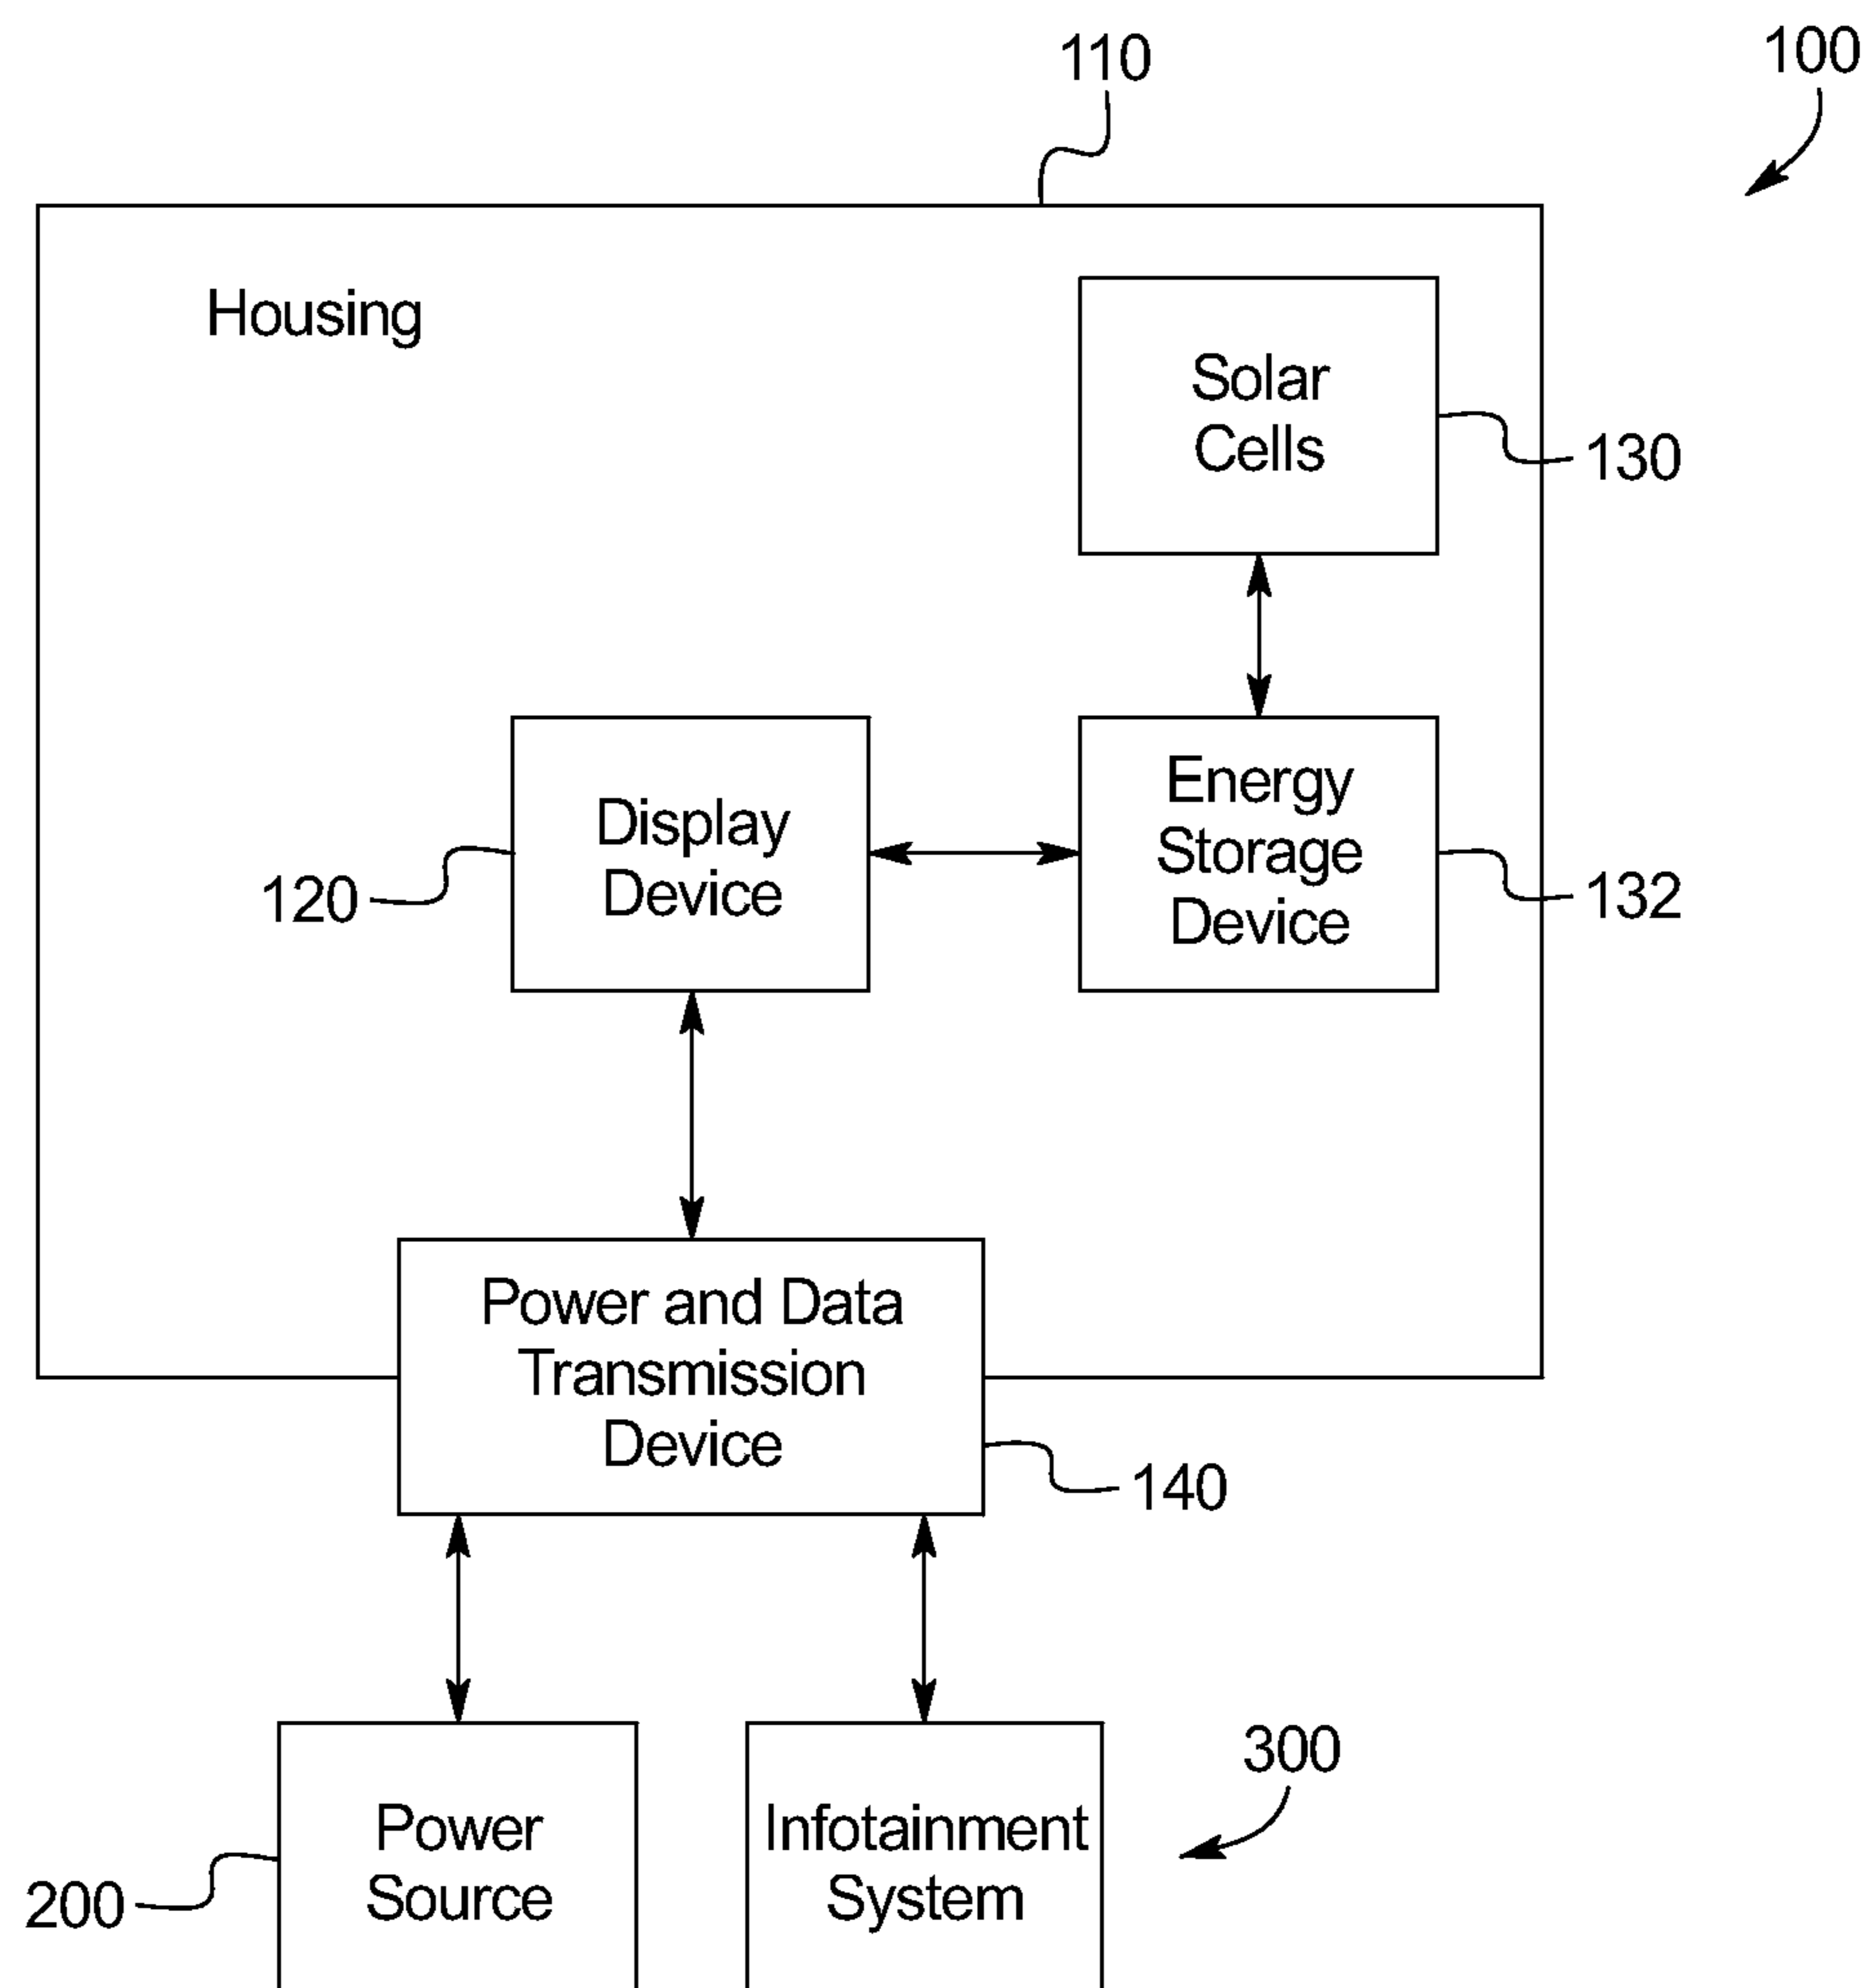 110
100
Housing
Solar
Cells
130
Energy
Storage
Device
132
Display
Device
120
Power and Data
Transmission
Device
140
300
Power
Source
200
Infotainment
System